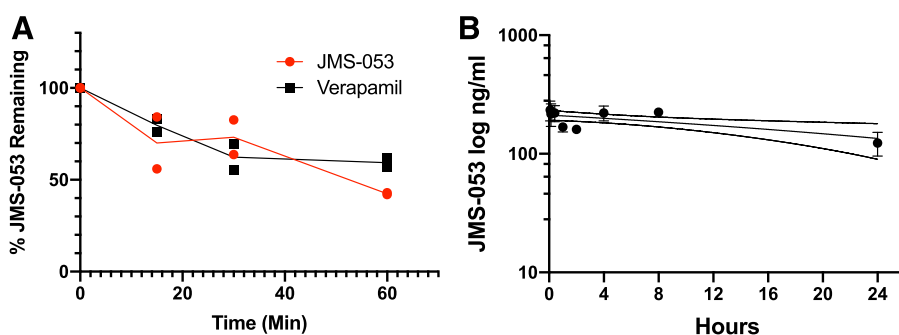 A
% JMS-053 Remaining
100
50
0
0
20
40
60
Time (Min)
JMS-053
Verapamil
B
JMS-053 log ng/ml
1000
100
10
0
4
8
12
16
20
24
Hours